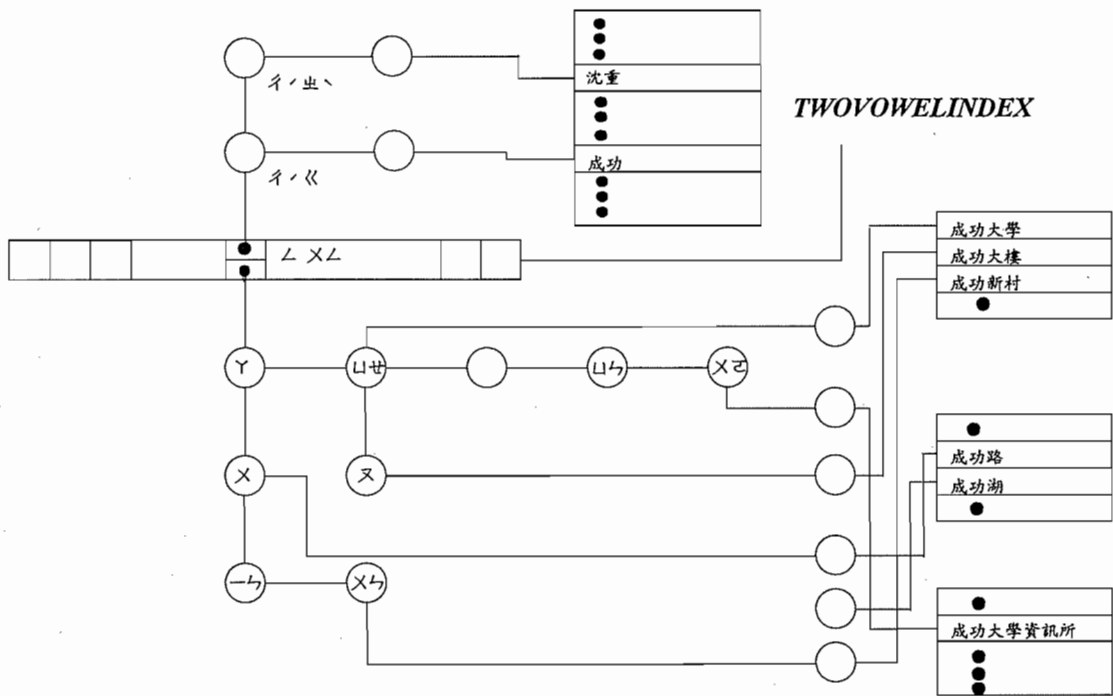 ㄔˊㄓˋ
沈重
TWOVOWELINDEX
ㄔˊㄍ
成功
ㄥ ㄨㄥ
成功大學
成功大樓
成功新村
ㄚ
ㄩㄝ
ㄩㄣ
ㄨㄛ
ㄨ
ㄡ
成功路
成功湖
ㄧㄣ
ㄨㄣ
成功大學資訊所